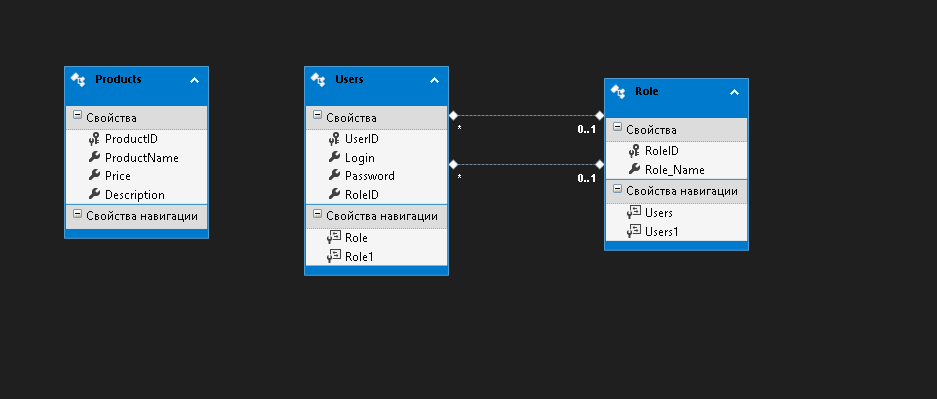 Products
Свойства
ProductID
ProductName
Price
Description
Свойства навигации
Users
Свойства
UserID
Login
Password
RoleID
Свойства навигации
Role
Role1
* 0..1
* 0..1
Role
Свойства
RoleID
Role_Name
Свойства навигации
Users
Users1